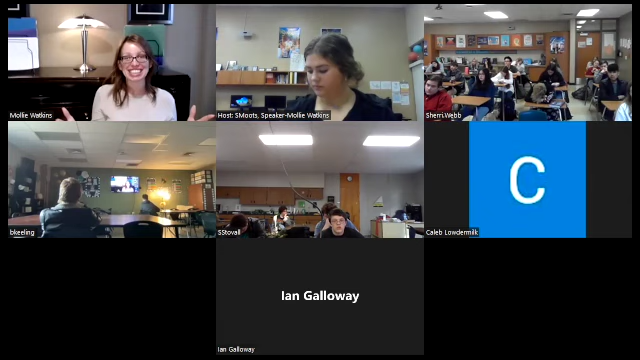 Mollie Watkins
Host: SMoots, Speaker-Mollie Watkins
Sherri Webb
bkeeling
SStovall
C
Caleb Lowdermilk
Ian Galloway
Ian Galloway